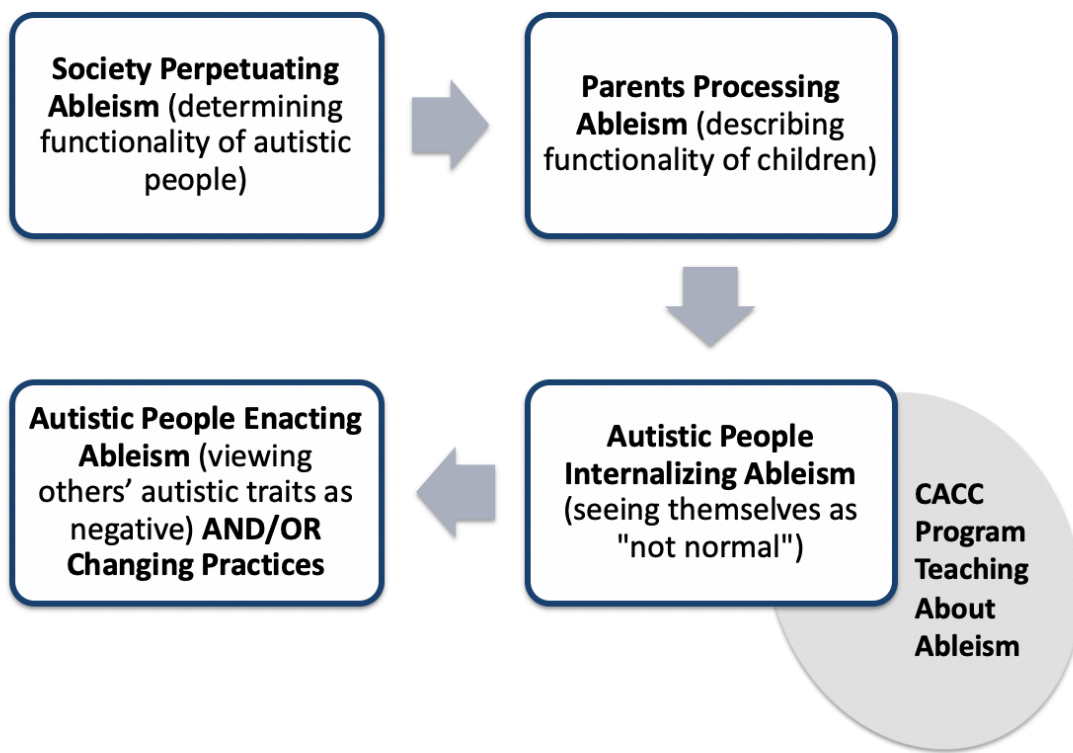 Society Perpetuating
Ableism (determining
functionality of autistic
people)
Parents Processing
Ableism (describing
functionality of children)
Autistic People
Internalizing Ableism
(seeing themselves as
"not normal")
CACC
Program
Teaching
About
Ableism
Autistic People Enacting
Ableism (viewing
others’ autistic traits as
negative) AND/OR
Changing Practices